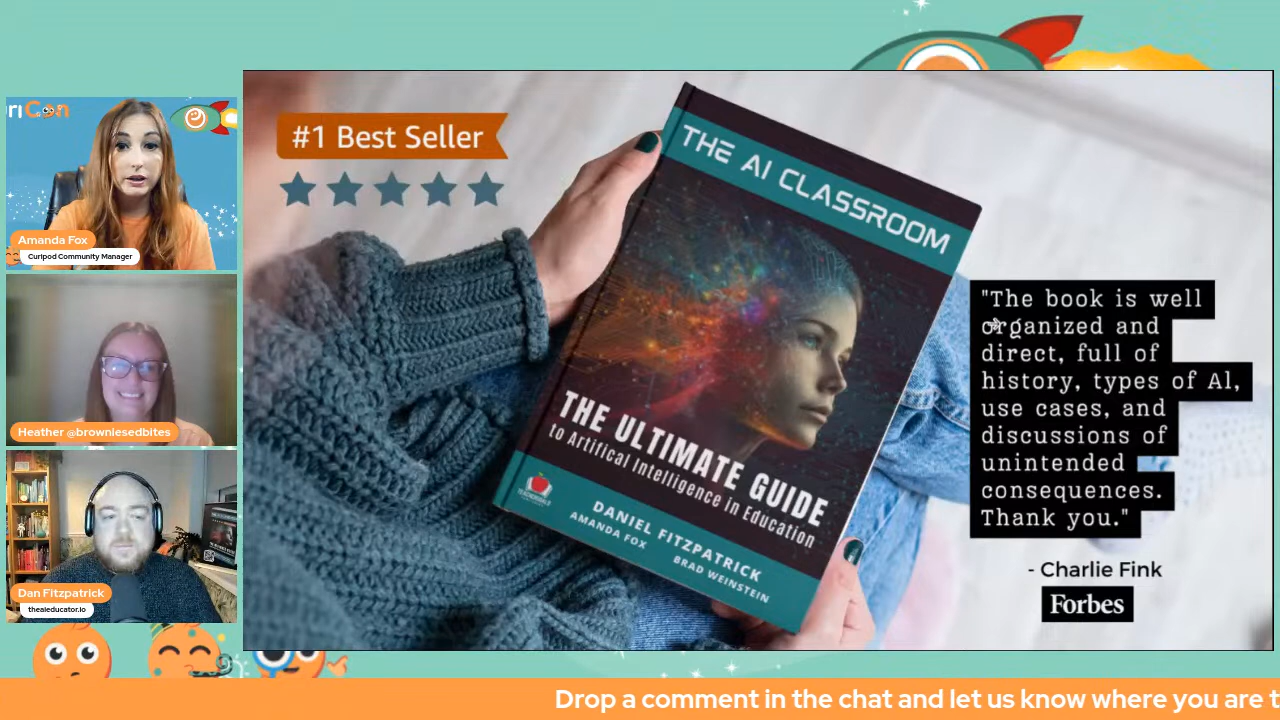 Amanda Fox
Curipod Community Manager
Heather @browniesedbites
Dan Fitzpatrick
theaieducator.io
#1 Best Seller
THE AI CLASSROOM
THE ULTIMATE GUIDE
to Artifical Intelligence in Education
TEACHERGOALS
DANIEL FITZPATRICK
AMANDA FOX BRAD WEINSTEIN
"The book is well
organized and
direct, full of
history, types of Al,
use cases, and
discussions of
unintended
consequences.
Thank you."
- Charlie Fink
Forbes
Drop a comment in the chat and let us know where you are t